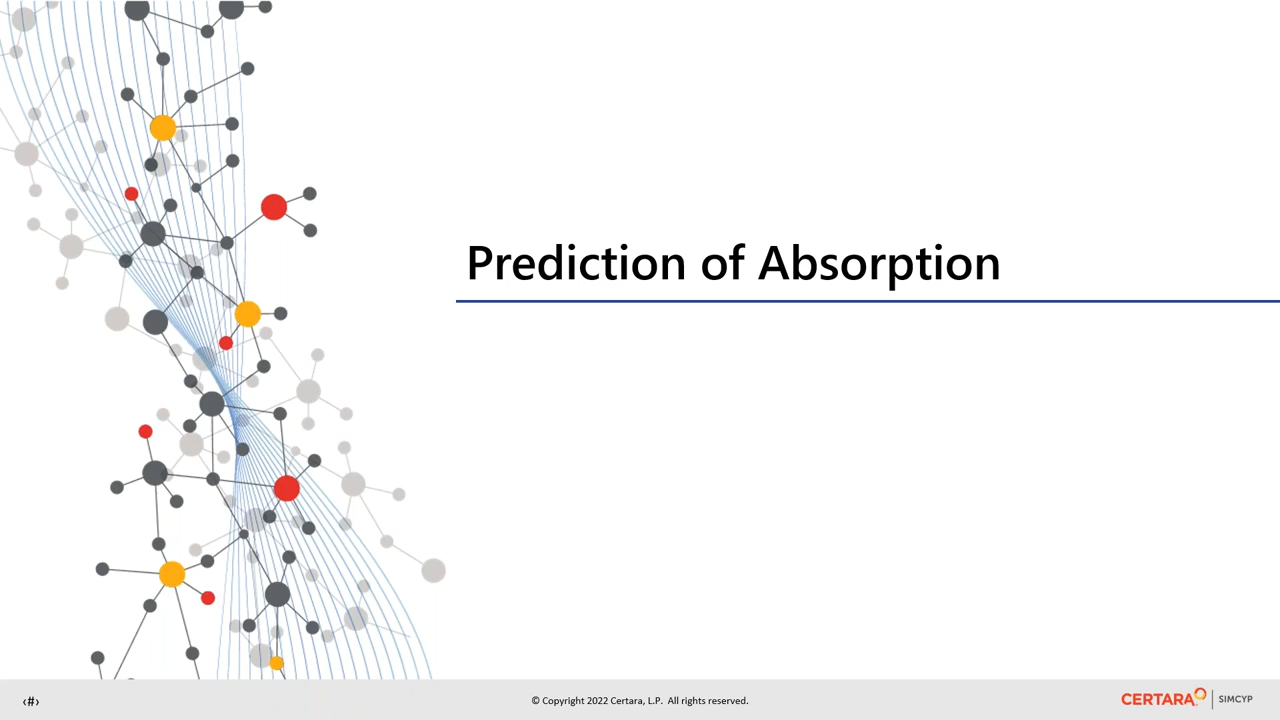 Prediction of Absorption
‹#›
© Copyright 2022 Certara, L.P. All rights reserved.
CERTARA | SIMCYP